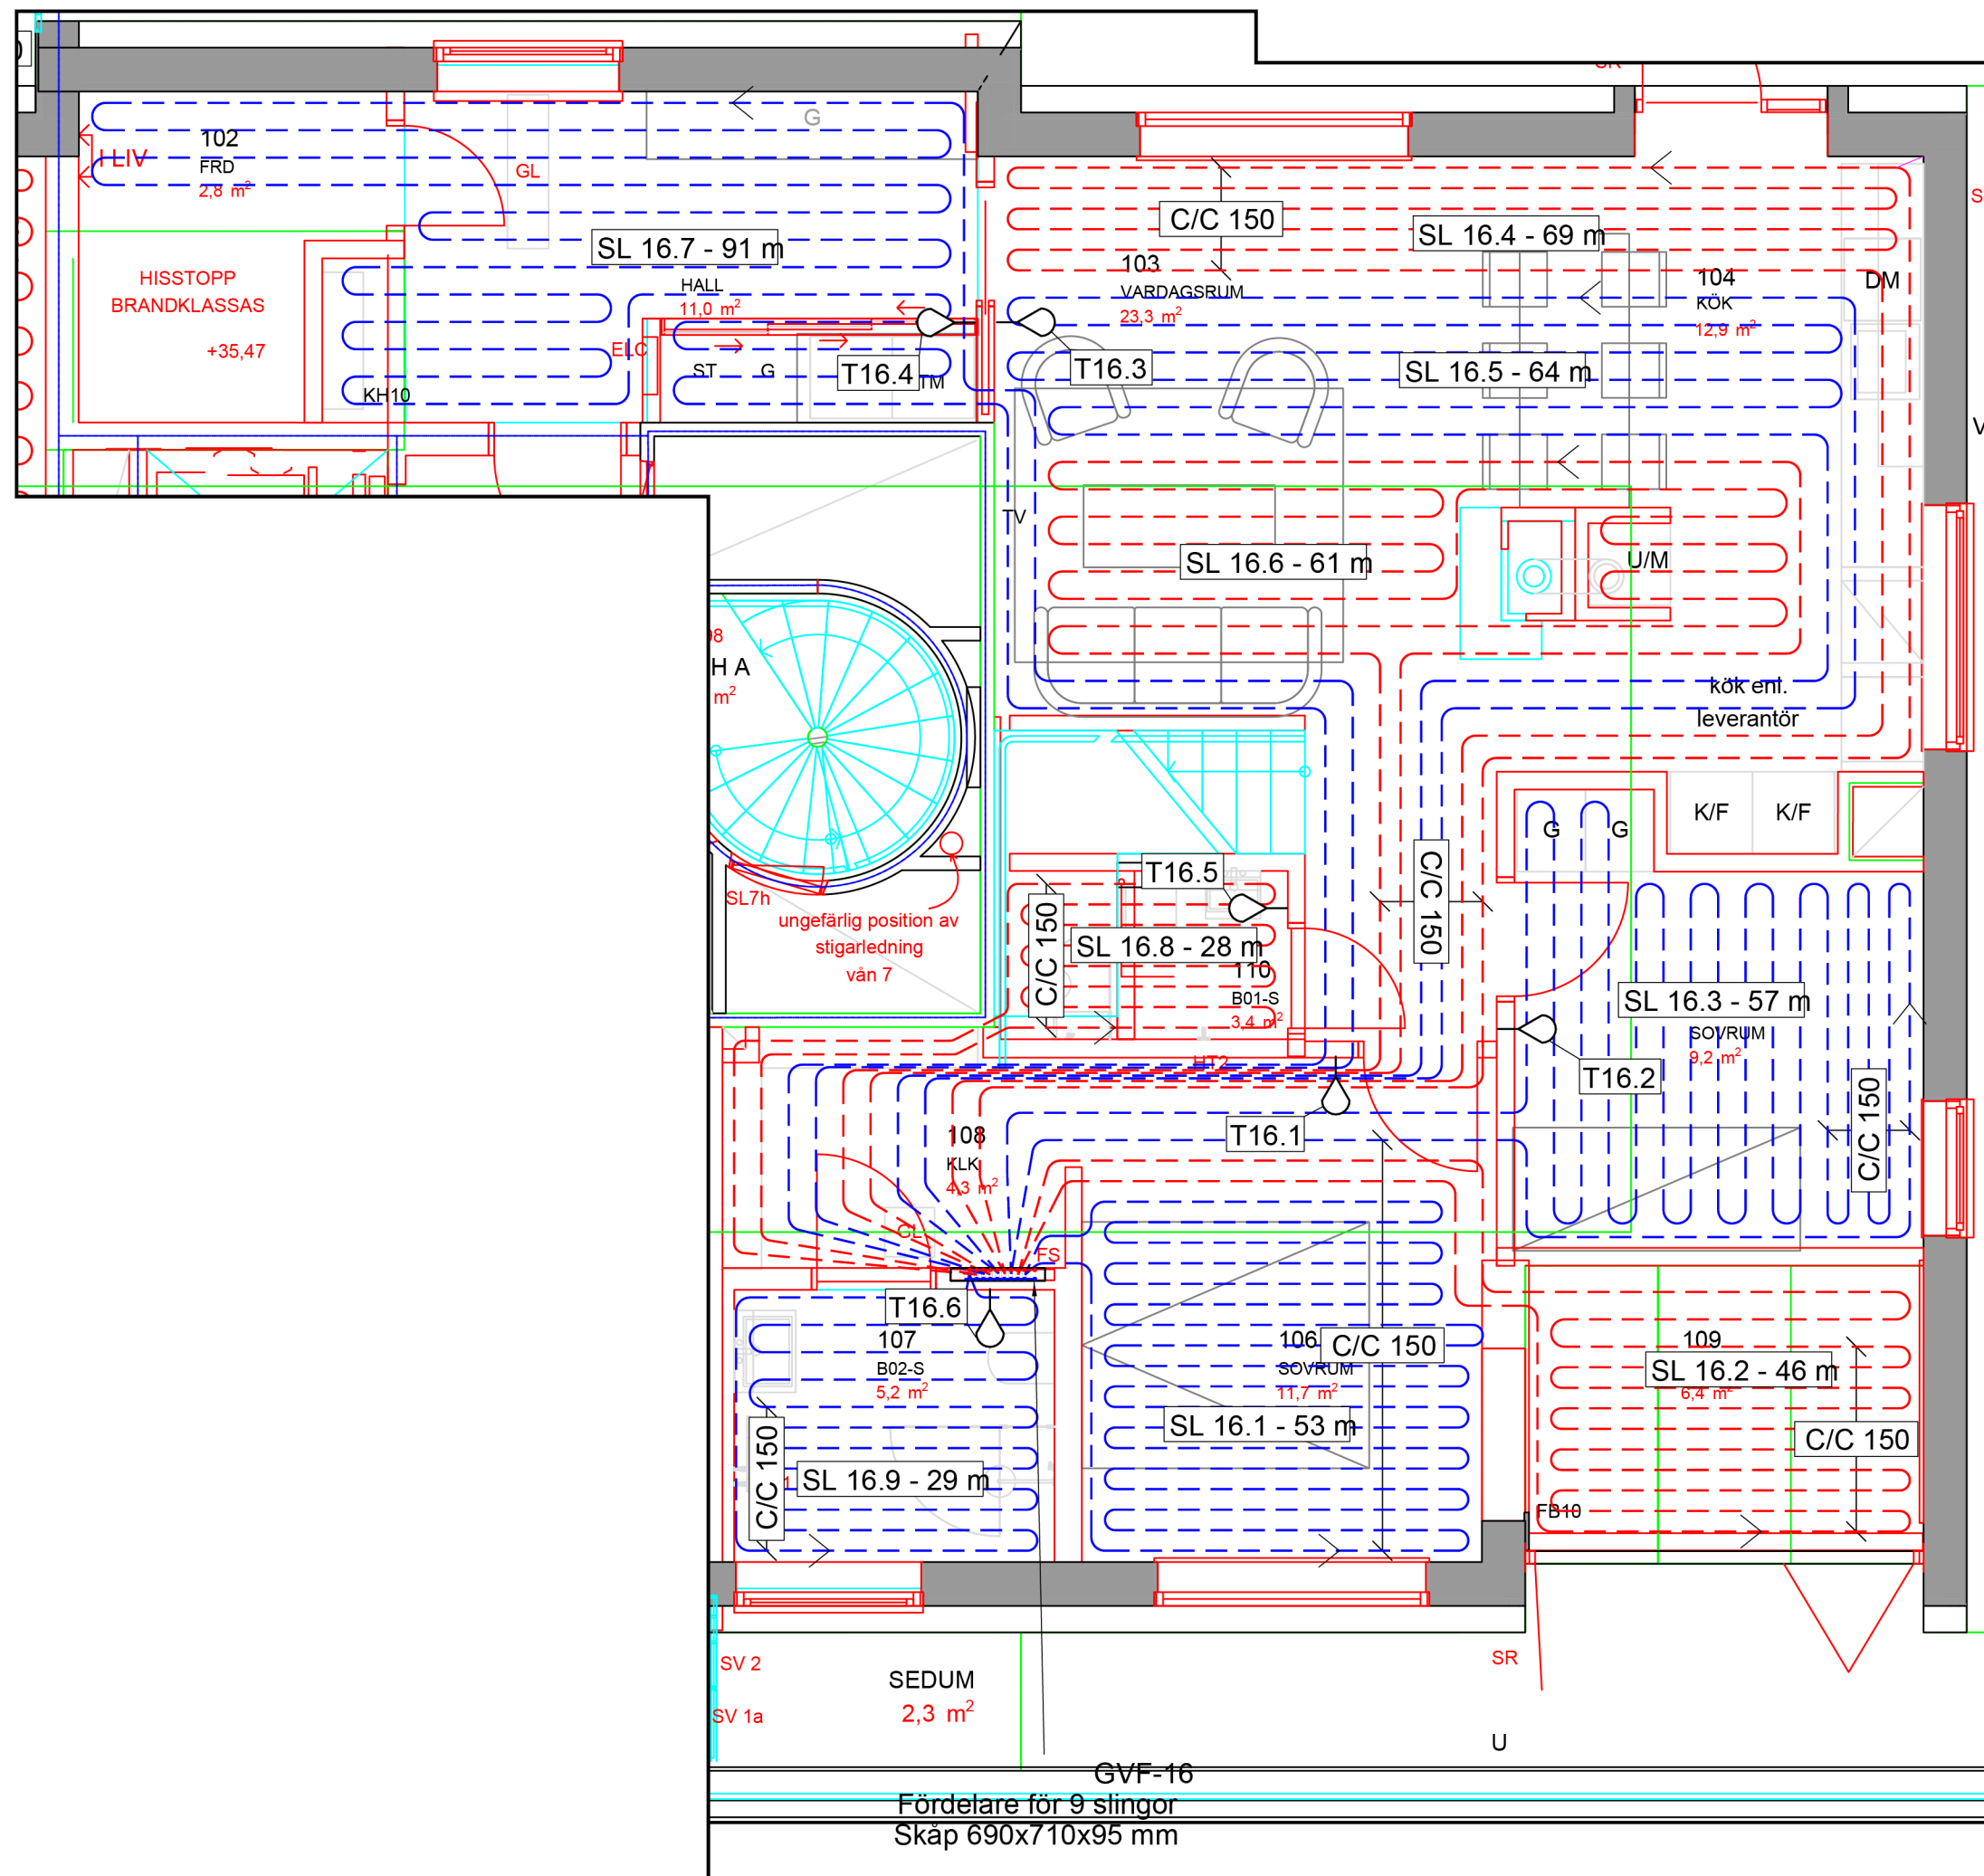 SR
102
FRD
2,8 m²
I LIV
GL
G
C/C 150
SL 16.4 - 69 m
SL 16.7 - 91 m
HALL
11,0 m²
103
VARDAGSRUM
23,3 m²
104
KÖK
12,9 m²
DM
HISSTOPP
BRANDKLASSAS
+35,47
ELC
ST
G
T16.4
TM
T16.3
SL 16.5 - 64 m
KH10
TV
SL 16.6 - 61 m
U/M
H A
m²
kök enl.
leverantör
K/F
K/F
G
G
T16.5
SL7h
ungefärlig position av
stigarledning
vån 7
C/C 150
SL 16.8 - 28 m
110
B01-S
3,4 m²
HT2
C/C 150
SL 16.3 - 57 m
SOVRUM
9,2 m²
T16.2
C/C 150
T16.1
108
KLK
4,3 m²
GL
FS
T16.6
107
B02-S
5,2 m²
C/C 150
SL 16.9 - 29 m
106
SOVRUM
11,7 m²
C/C 150
SL 16.1 - 53 m
109
SL 16.2 - 46 m
6,4 m²
C/C 150
FB10
SV 2
SV 1a
SEDUM
2,3 m²
SR
U
GVF-16
Fördelare för 9 slingor
Skåp 690x710x95 mm